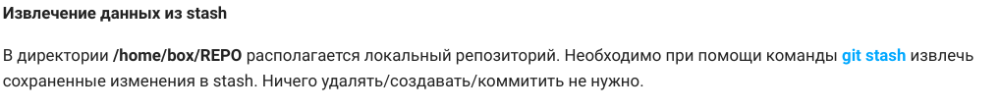 Извлечение данных из stash
В директории /home/box/REPO располагается локальный репозиторий. Необходимо при помощи команды git stash извлечь
сохраненные изменения в stash. Ничего удалять/создавать/коммитить не нужно.